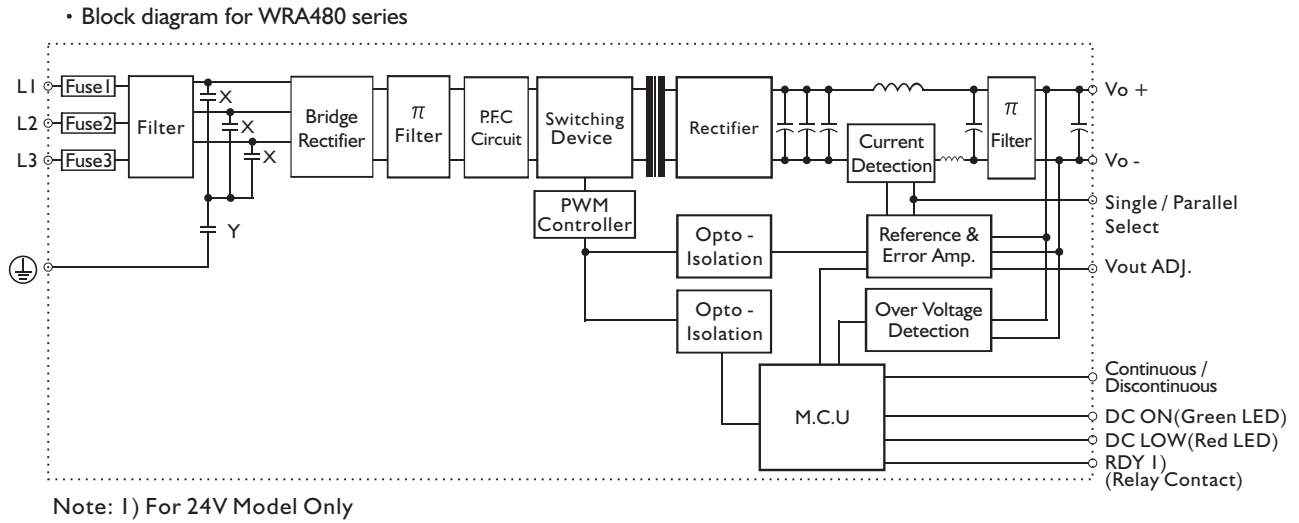 • Block diagram for WRA480 series
L1
Fuse1
L2
Fuse2
L3
Fuse3
Filter
X
X
X
Y
Bridge
Rectifier
π
Filter
P.F.C
Circuit
Switching
Device
PWM
Controller
Rectifier
Current
Detection
π
Filter
Opto -
Isolation
Opto -
Isolation
Reference &
Error Amp.
Over Voltage
Detection
M.C.U
Vo +
Vo -
Single / Parallel
Select
Vout ADJ.
Continuous /
Discontinuous
DC ON(Green LED)
DC LOW(Red LED)
RDY 1)
(Relay Contact)
Note: 1) For 24V Model Only